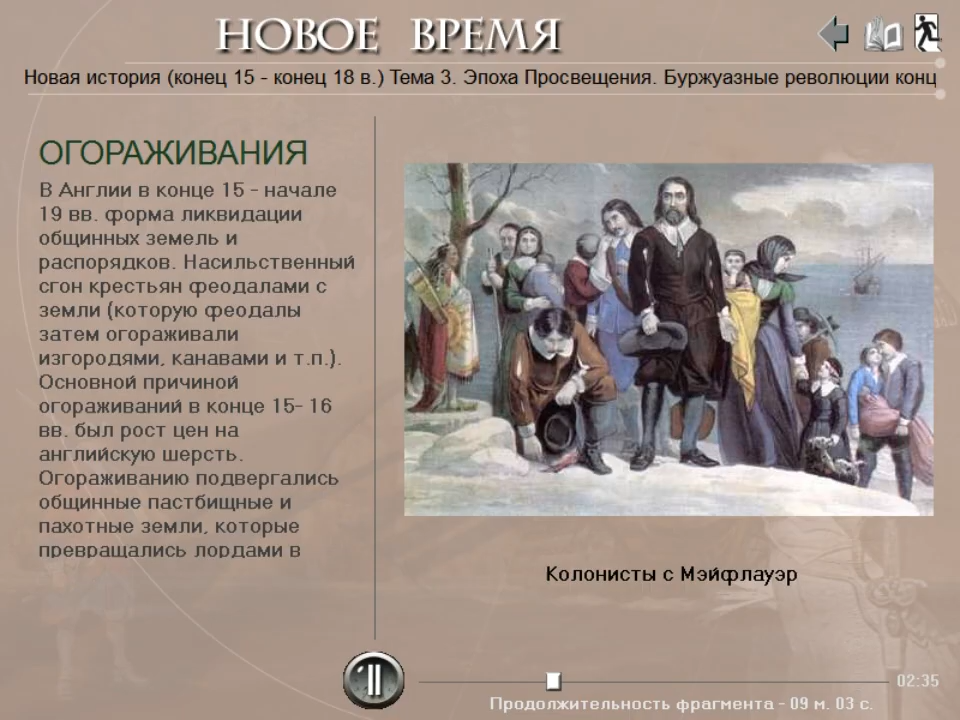 НОВОЕ ВРЕМЯ
Новая история (конец 15 - конец 18 в.) Тема 3. Эпоха Просвещения. Буржуазные революции конц
ОГОРАЖИВАНИЯ
В Англии в конце 15 - начале
19 вв. форма ликвидации
общинных земель и
распорядков. Насильственный
сгон крестьян феодалами с
земли (которую феодалы
затем огораживали
изгородями, канавами и т.п.).
Основной причиной
огораживаний в конце 15- 16
вв. был рост цен на
английскую шерсть.
Огораживанию подвергались
общинные пастбищные и
пахотные земли, которые
превращались лордами в
Колонисты с Мэйфлауэр
02:35
Продолжительность фрагмента - 09 м. 03 с.